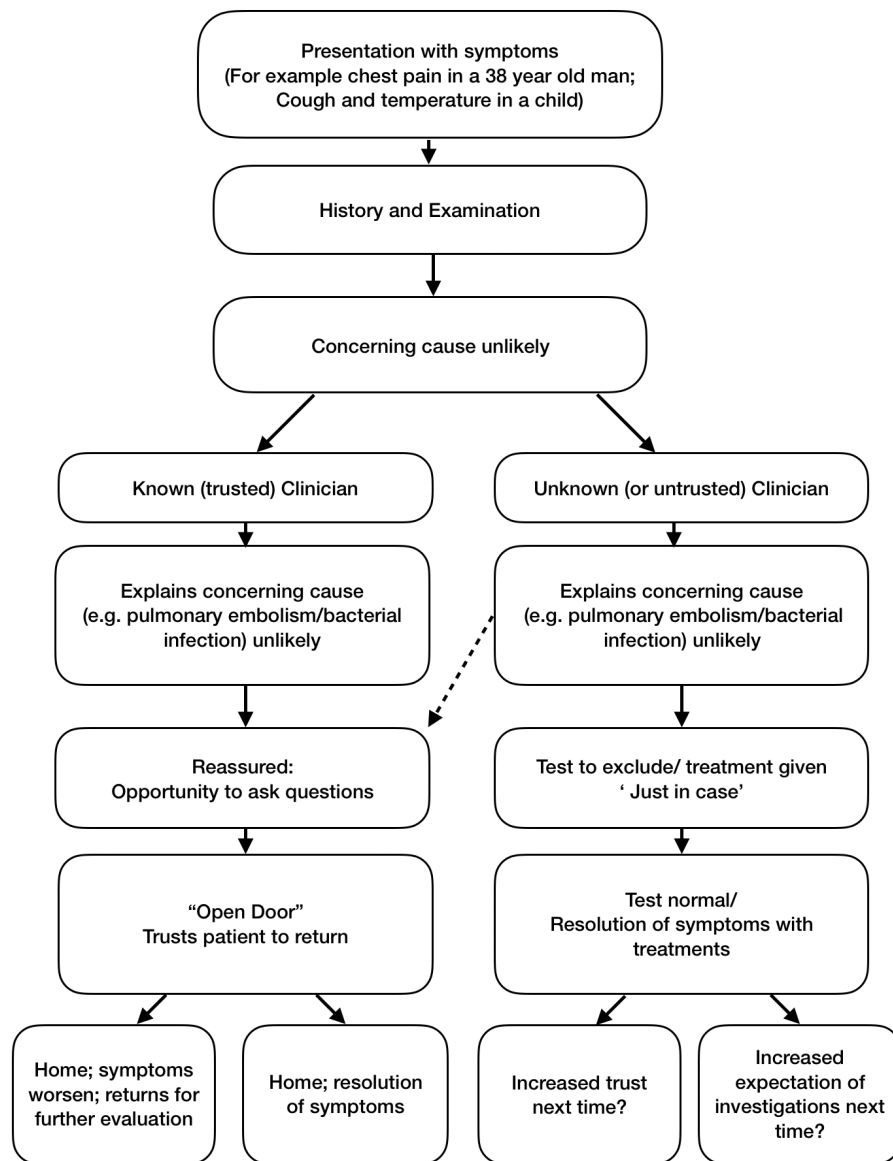 Presentation with symptoms
(For example chest pain in a 38 year old man;
Cough and temperature in a child)
History and Examination
Concerning cause unlikely
Known (trusted) Clinician
Unknown (or untrusted) Clinician
Explains concerning cause
(e.g. pulmonary embolism/bacterial
infection) unlikely
Explains concerning cause
(e.g. pulmonary embolism/bacterial
infection) unlikely
Reassured:
Opportunity to ask questions
Test to exclude/ treatment given
‘ Just in case’
“Open Door”
Trusts patient to return
Test normal/
Resolution of symptoms with
treatments
Home; symptoms
worsen; returns for
further evaluation
Home; resolution
of symptoms
Increased trust
next time?
Increased
expectation of
investigations next
time?